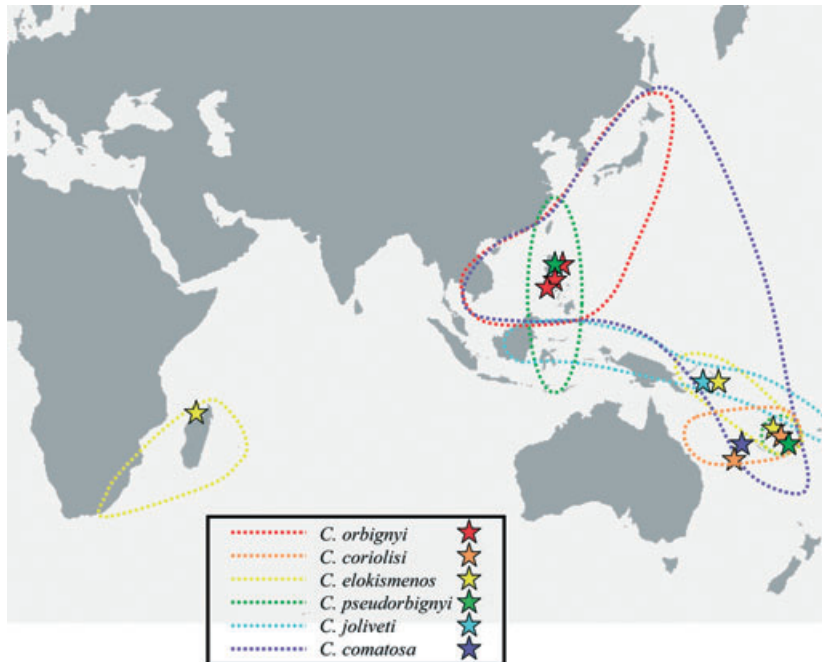 C. orbignyi
C. coriolisi
C. elokismenos
C. pseudorbignyi
C. joliveti
C. comatosa